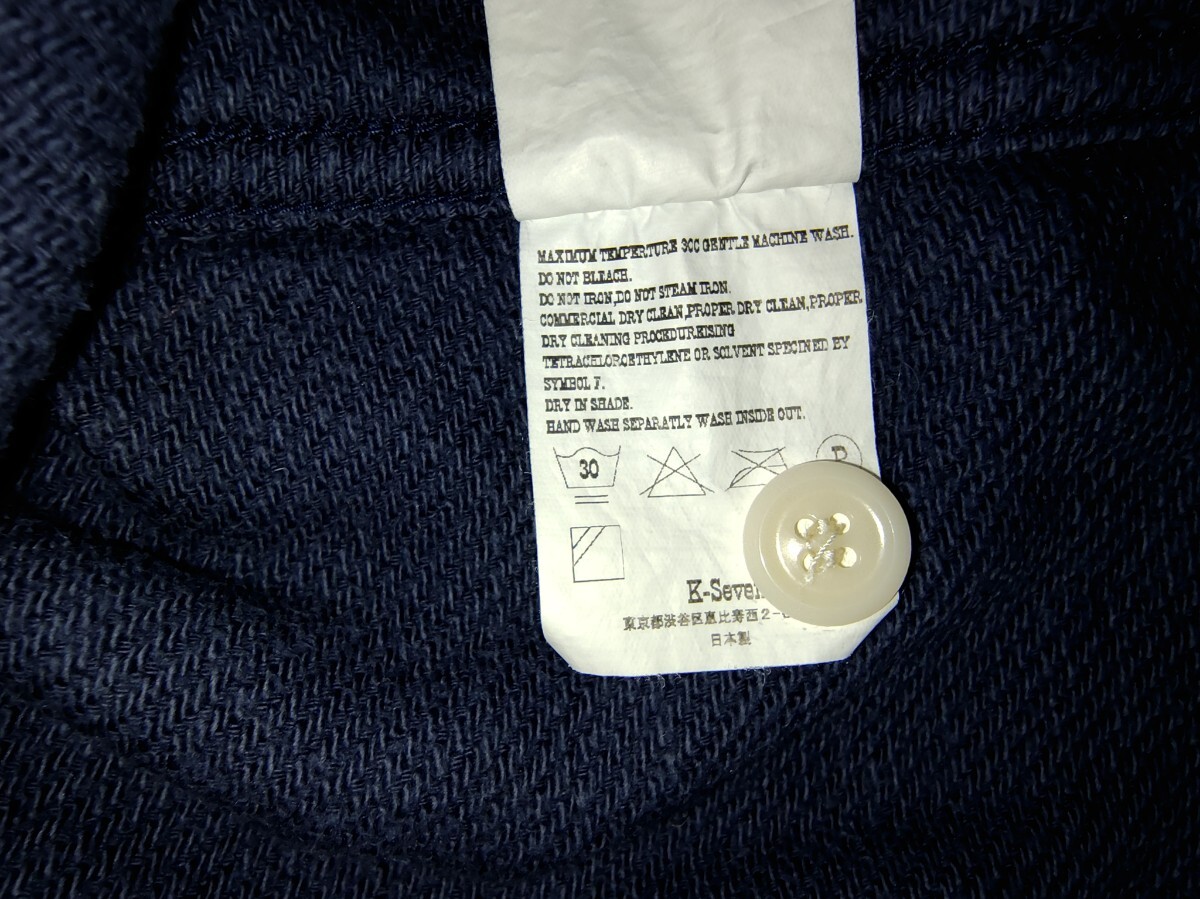 MAXIMUM TEMPERTURE 30C GENTLE MACHINE WASH.
DO NOT BLEACH.
DO NOT IRON,DO NOT STEAM IRON.
COMMERCIAL DRY CLEAN,PROPER DRY CLEAN,PROPER
DRY CLEANING PROCEDUREISING
TETRACHLOROETHYLENE OR SOLVENT SPECINED BY
SYMBOL F.
DRY IN SHADE.
HAND WASH SEPARATLY WASH INSIDE OUT.
30 P
K-Seven
東京都渋谷区恵比寿西2-
日本製